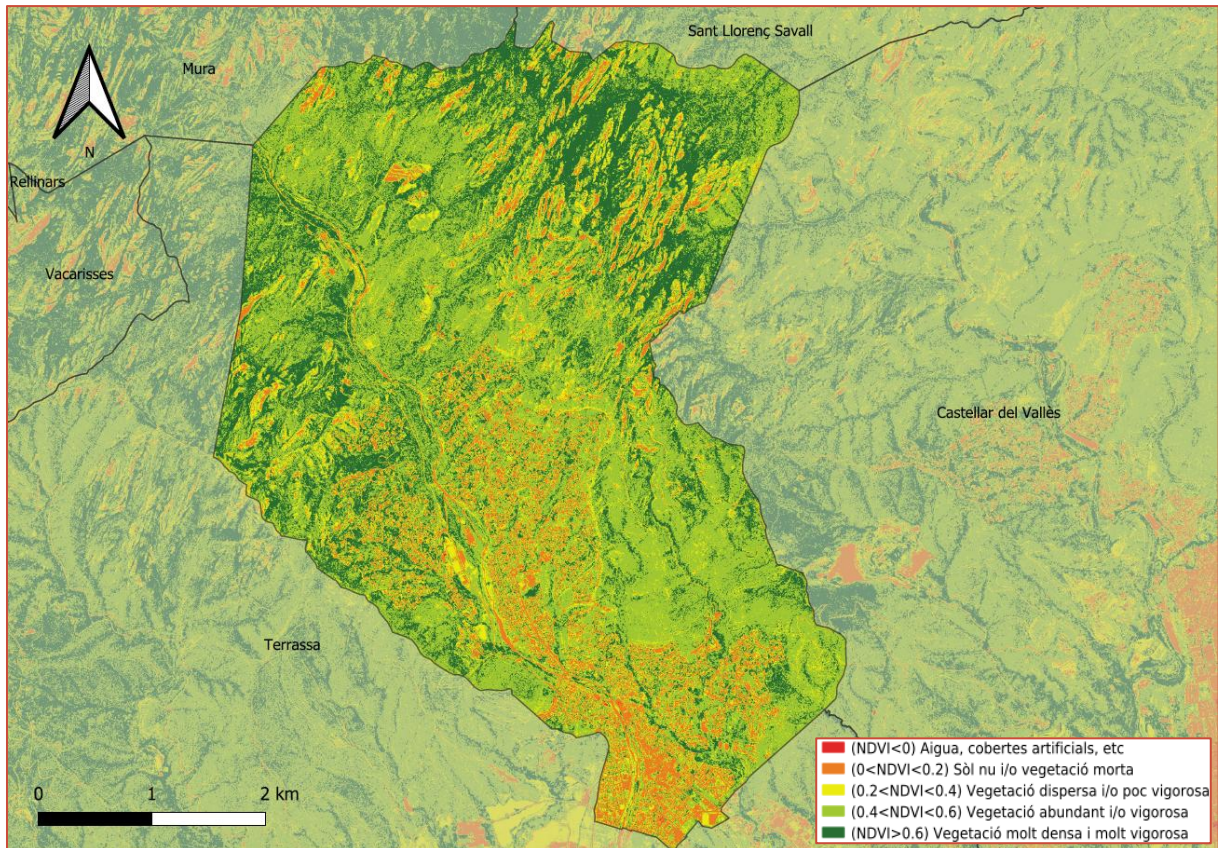 Sant Llorenç Savall
Mura
N
Rellinars
Vacarisses
Castellar del Vallès
Terrassa
(NDVI<0) Aigua, cobertes artificials, etc
(0<NDVI<0.2) Sòl nu i/o vegetació morta
(0.2<NDVI<0.4) Vegetació dispersa i/o poc vigorosa
(0.4<NDVI<0.6) Vegetació abundant i/o vigorosa
(NDVI>0.6) Vegetació molt densa i molt vigorosa
0 1 2 km